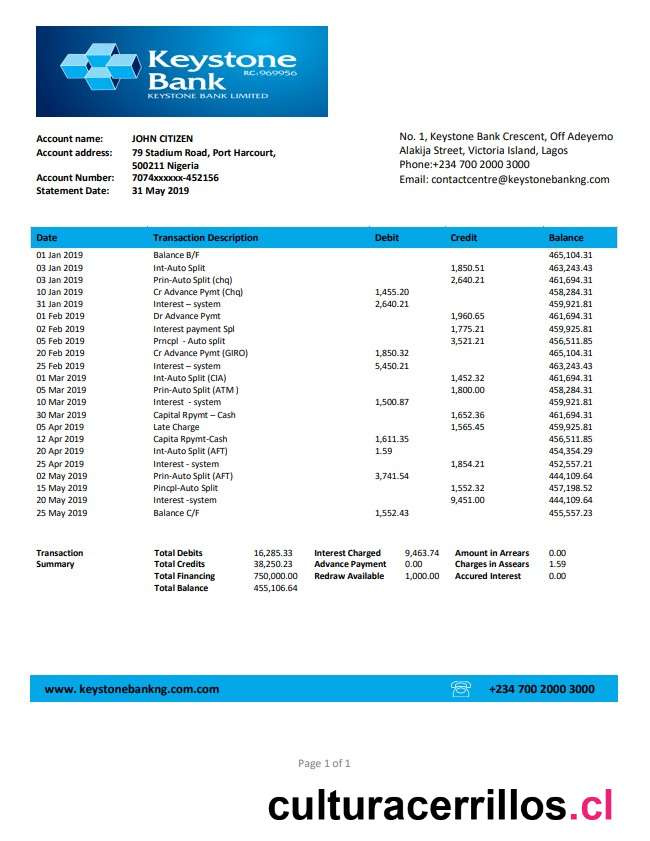 Keystone
Bank
RC:969956
KEYSTONE BANK LIMITED
Account name: JOHN CITIZEN
Account address: 79 Stadium Road, Port Harcourt,
500211 Nigeria
Account Number: 7074xxxxxx-452156
Statement Date: 31 May 2019
No. 1, Keystone Bank Crescent, Off Adeyemo
Alakija Street, Victoria Island, Lagos
Phone:+234 700 2000 3000
Email: contactcentre@keystonebankng.com
Date Transaction Description Debit Credit Balance
01 Jan 2019 Balance B/F 465,104.31
03 Jan 2019 Int-Auto Split 1,850.51 463,243.43
03 Jan 2019 Prin-Auto Split (chq) 2,640.21 461,694.31
10 Jan 2019 Cr Advance Pymt (Chq) 1,455.20 458,284.31
31 Jan 2019 Interest – system 2,640.21 459,921.81
01 Feb 2019 Dr Advance Pymt 1,960.65 461,694.31
02 Feb 2019 Interest payment Spl 1,775.21 459,925.81
05 Feb 2019 Prncpl - Auto split 3,521.21 456,511.85
20 Feb 2019 Cr Advance Pymt (GIRO) 1,850.32 465,104.31
25 Feb 2019 Interest – system 5,450.21 463,243.43
01 Mar 2019 Int-Auto Split (CIA) 1,452.32 461,694.31
05 Mar 2019 Prin-Auto Split (ATM ) 1,800.00 458,284.31
10 Mar 2019 Interest - system 1,500.87 459,921.81
30 Mar 2019 Capital Rpymt – Cash 1,652.36 461,694.31
05 Apr 2019 Late Charge 1,565.45 459,925.81
12 Apr 2019 Capita Rpymt-Cash 1,611.35 456,511.85
20 Apr 2019 Int-Auto Split (AFT) 1.59 454,354.29
25 Apr 2019 Interest - system 1,854.21 452,557.21
02 May 2019 Prin-Auto Split (AFT) 3,741.54 444,109.64
15 May 2019 Pincpl-Auto Split 1,552.32 457,198.52
20 May 2019 Interest -system 9,451.00 444,109.64
25 May 2019 Balance C/F 1,552.43 455,557.23
Transaction Total Debits 16,285.33 Interest Charged 9,463.74 Amount in Arrears 0.00
Summary Total Credits 38,250.23 Advance Payment 0.00 Charges in Assears 1.59
Total Financing 750,000.00 Redraw Available 1,000.00 Accured Interest 0.00
Total Balance 455,106.64
www. keystonebankng.com.com +234 700 2000 3000
Page 1 of 1
culturacerrillos.cl